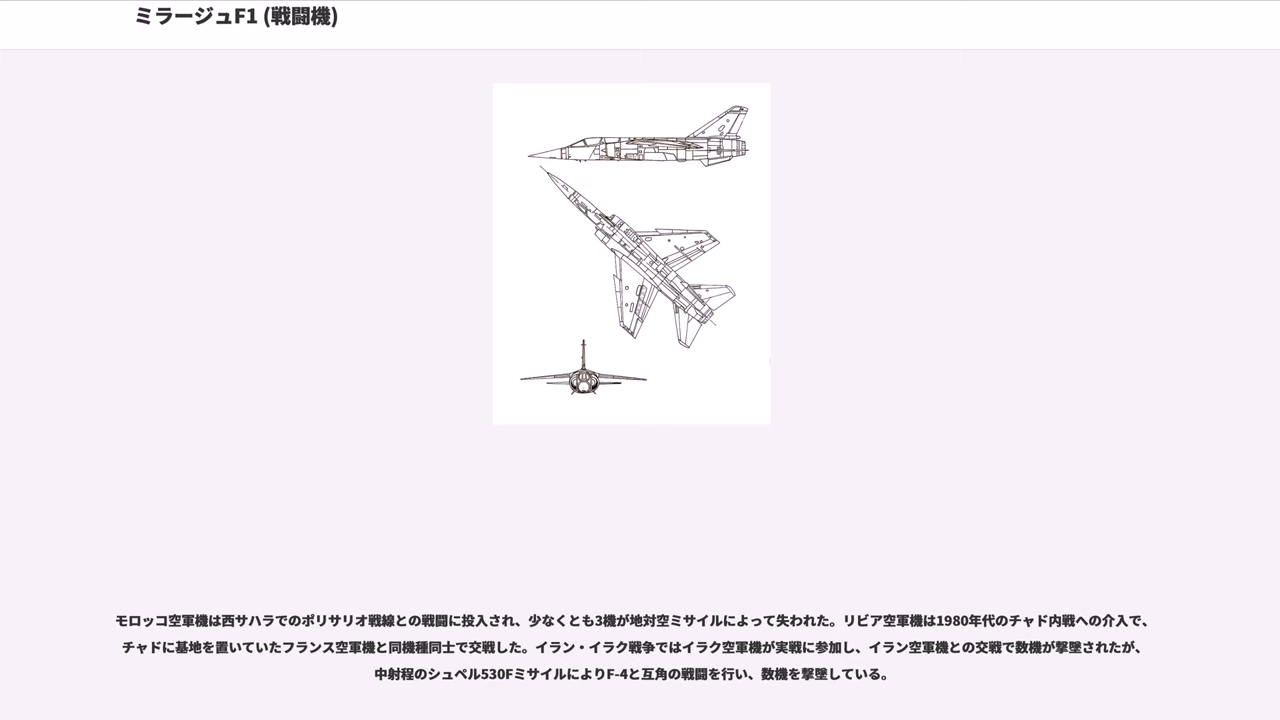 ミラージュF1 (戦闘機)
モロッコ空軍機は西サハラでのポリサリオ戦線との戦闘に投入され、少なくとも3機が地対空ミサイルによって失われた。リビア空軍機は1980年代のチャド内戦への介入で、
チャドに基地を置いていたフランス空軍機と同機種同士で交戦した。イラン・イラク戦争ではイラク空軍機が実戦に参加し、イラン空軍機との交戦で数機が撃墜されたが、
中射程のシュペル530FミサイルによりF-4と互角の戦闘を行い、数機を撃墜している。